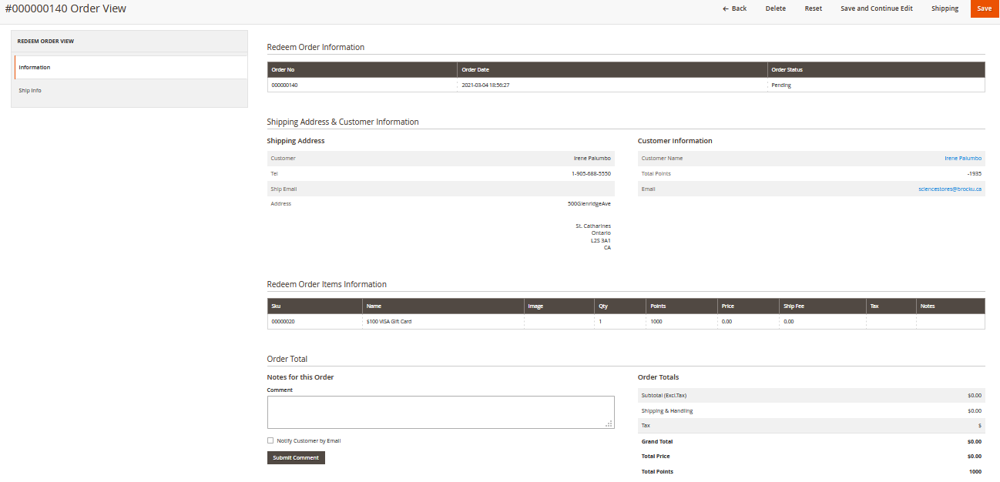 #000000140 Order View
← Back Delete Reset Save and Continue Edit Shipping Save
REDEEM ORDER VIEW
Information
Ship Info
Redeem Order Information
Order No Order Date Order Status
000000140 2021-03-04 18:56:27 Pending
Shipping Address & Customer Information
Shipping Address
Customer Irene Palumbo
Tel 1-905-688-5550
Ship Email
Address 500GlenridgeAve
St. Catharines
Ontario
L2S 3A1
CA
Customer Information
Customer Name Irene Palumbo
Total Points -1935
Email sciencestores@brocku.ca
Redeem Order Items Information
Sku Name Image Qty Points Price Ship Fee Tax Notes
00000020 $100 VISA Gift Card 1 1000 0.00 0.00
Order Total
Notes for this Order
Comment
Notify Customer by Email
Submit Comment
Order Totals
Subtotal (Excl.Tax) $0.00
Shipping & Handling $0.00
Tax $
Grand Total $0.00
Total Price $0.00
Total Points 1000